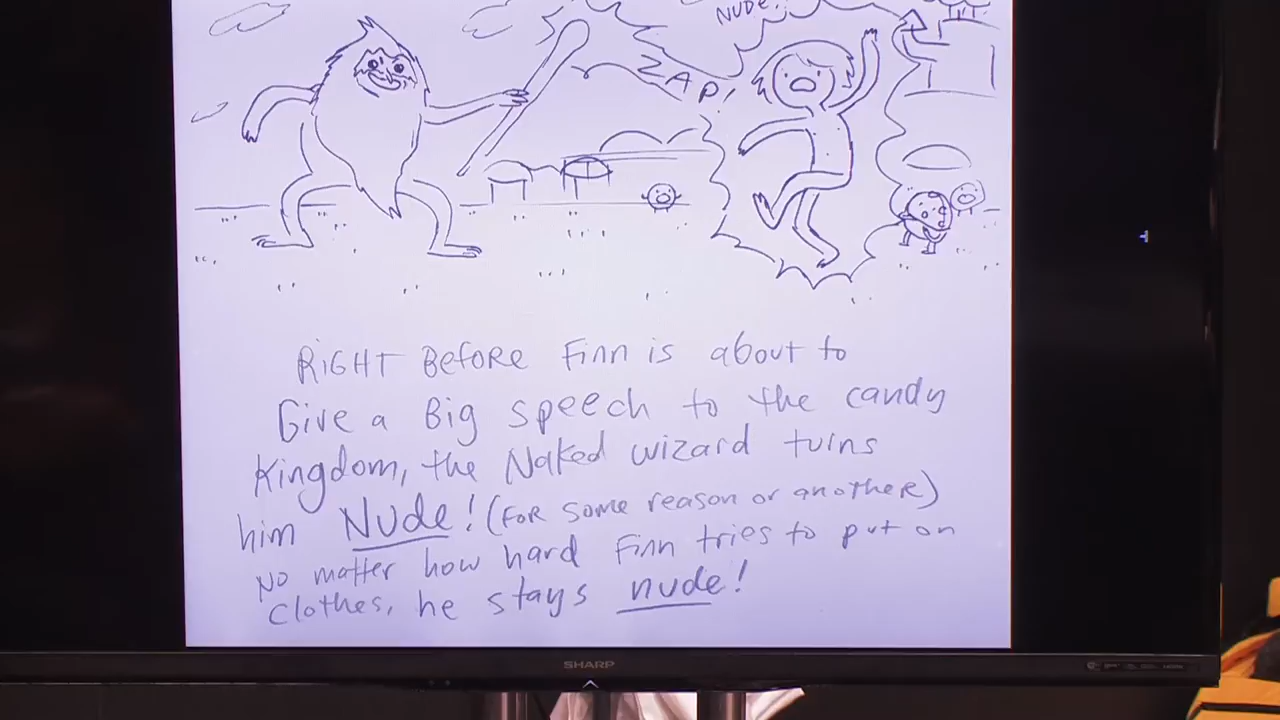 NUDE!
ZAP!
RIGHT BEFORE FINN is about to
Give a Big speech to the candy
Kingdom, the Naked wizard turns
him Nude! (FOR some reason or another)
NO matter how hard Finn tries to put on
clothes, he stays nude!
SHARP